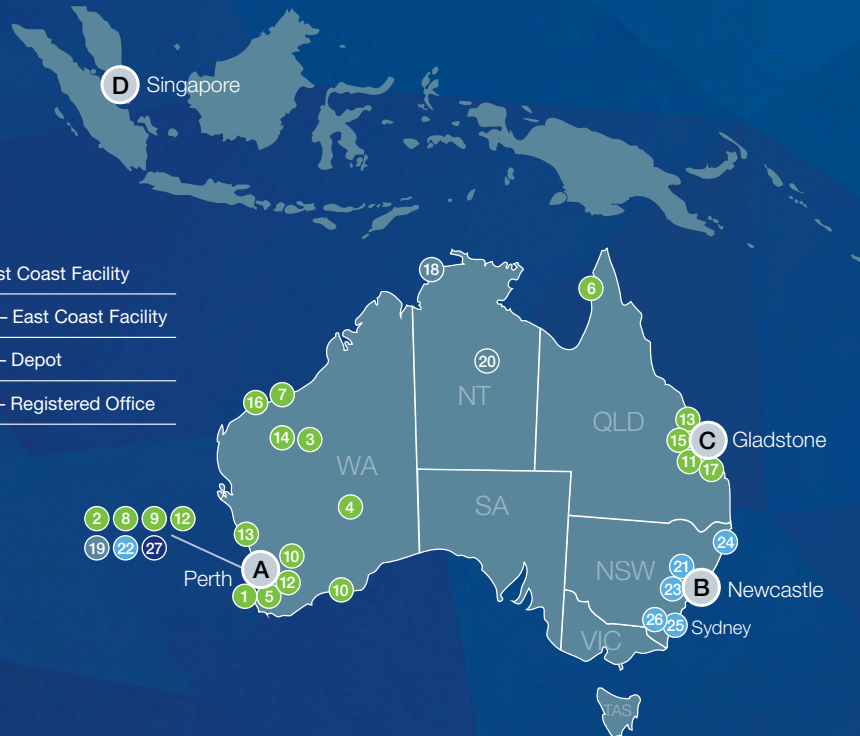 D Singapore
st Coast Facility
– East Coast Facility
– Depot
– Registered Office
18
6
20
NT
7
16
14
3
WA
4
QLD
13
15
C Gladstone
11
17
SA
2 8 9 12
19 22 27
13
10
Perth A
12
1
5
10
24
21
NSW
23
B Newcastle
26
25
Sydney
VIC
TAS